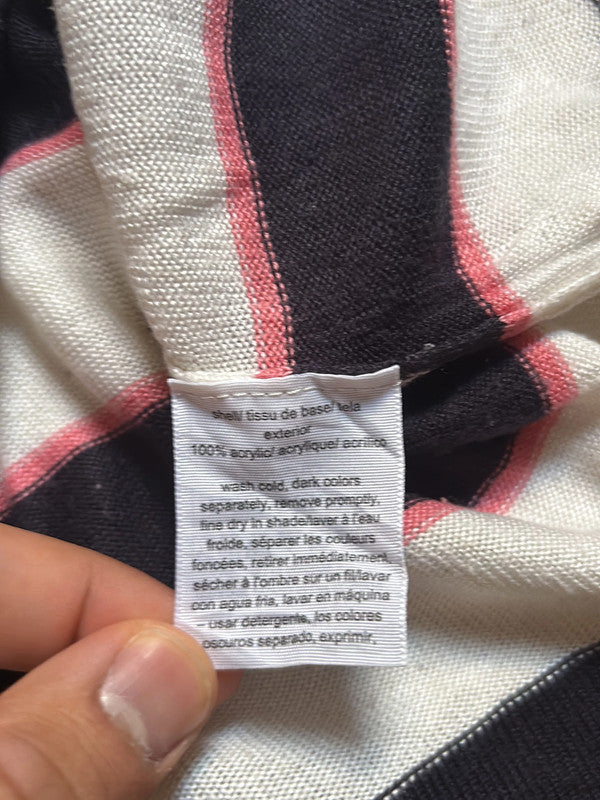 shell/ tissu de base/ tela
exterior
100% acrylic/ acrylique/ acrílico
wash cold, dark colors
separately, remove promptly,
line dry in shade/laver à l'eau
froide, séparer les couleurs
foncées, retirer immédiatement,
sécher à l'ombre sur un fil/lavar
con agua fria, lavar en máquina
– usar detergente, los colores
oscuros separado, exprimir,